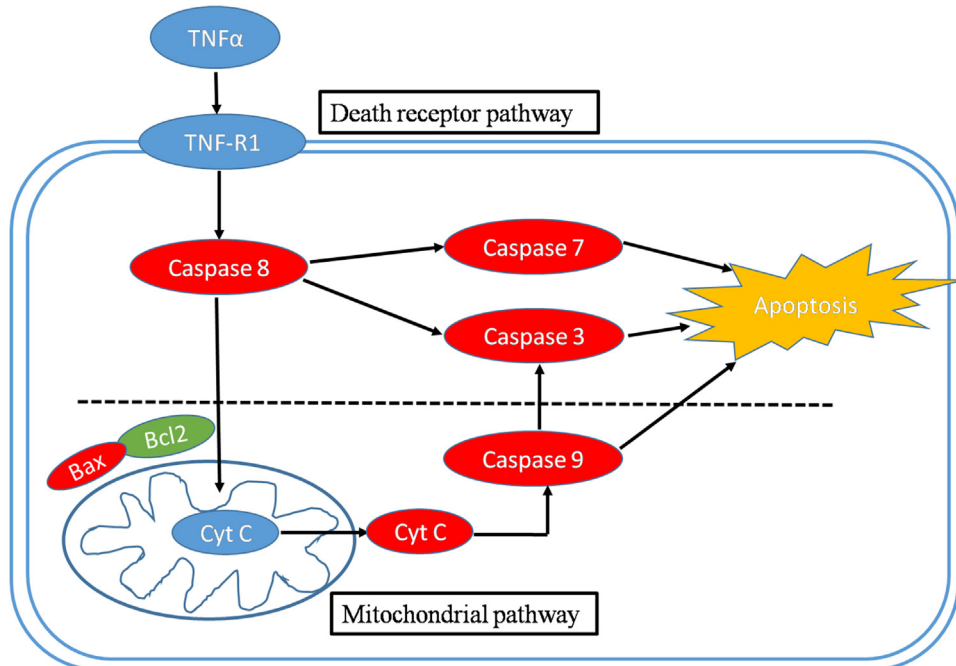 TNFα
Death receptor pathway
TNF-R1
Caspase 8
Caspase 7
Caspase 3
Apoptosis
Bax
Bcl2
Caspase 9
Cyt C
Cyt C
Mitochondrial pathway